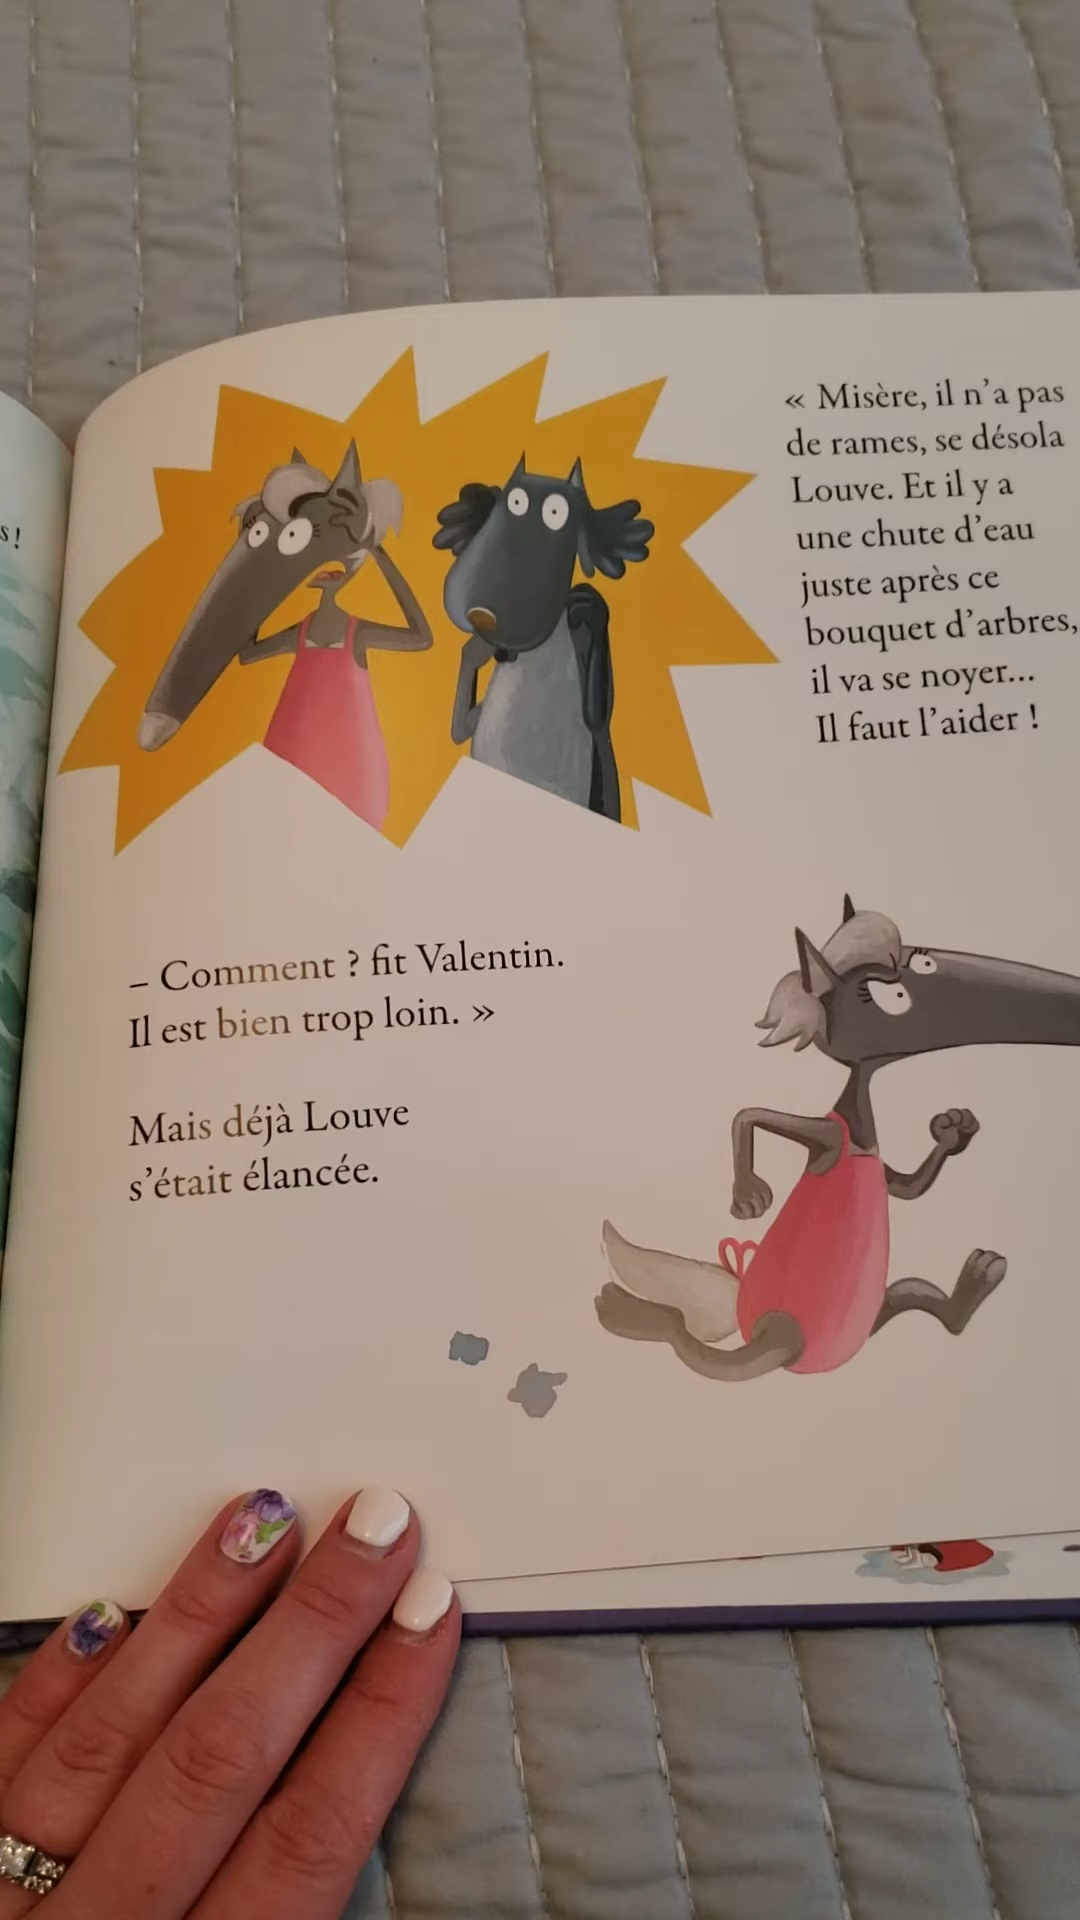 s !
« Misère, il n'a pas
de rames, se désola
Louve. Et il y a
une chute d'eau
juste après ce
bouquet d'arbres,
il va se noyer...
Il faut l'aider !
– Comment ? fit Valentin.
Il est bien trop loin. »
Mais déjà Louve
s'était élancée.